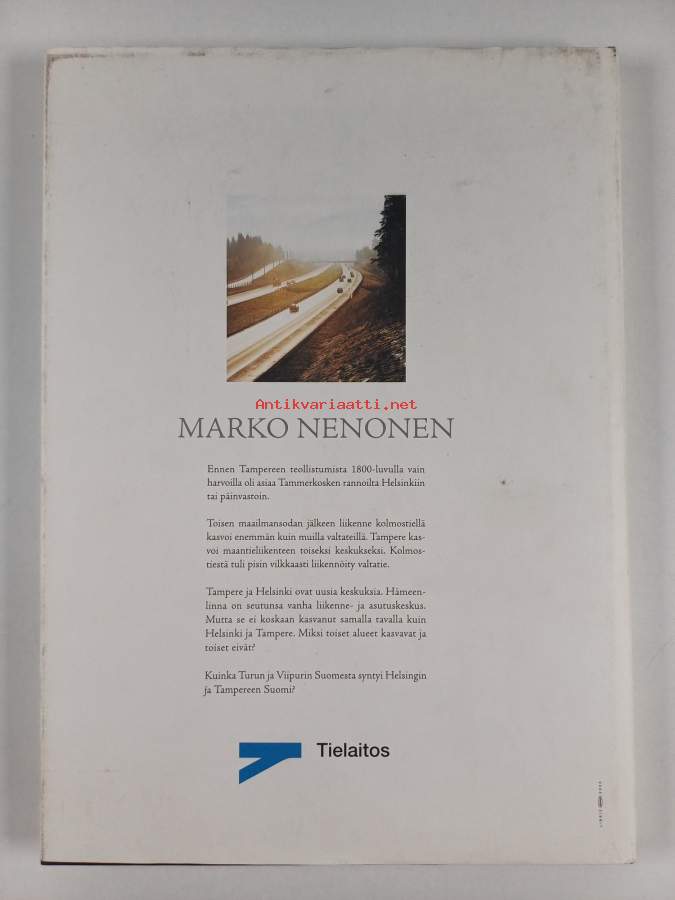 Antikvariaatti.net
MARKO NENONEN
Ennen Tampereen teollistumista 1800-luvulla vain
harvoilla oli asiaa Tammerkosken rannoilta Helsinkiin
tai päinvastoin.
Toisen maailmansodan jälkeen liikenne kolmostiellä
kasvoi enemmän kuin muilla valtateillä. Tampere kas-
voi maantieliikenteen toiseksi keskukseksi. Kolmos-
tiestä tuli pisin vilkkaasti liikennöity valtatie.
Tampere ja Helsinki ovat uusia keskuksia. Hämeen-
linna on seutunsa vanha liikenne- ja asutuskeskus.
Mutta se ei koskaan kasvanut samalla tavalla kuin
Helsinki ja Tampere. Miksi toiset alueet kasvavat ja
toiset eivät?
Kuinka Turun ja Viipurin Suomesta syntyi Helsingin
ja Tampereen Suomi?
Tielaitos